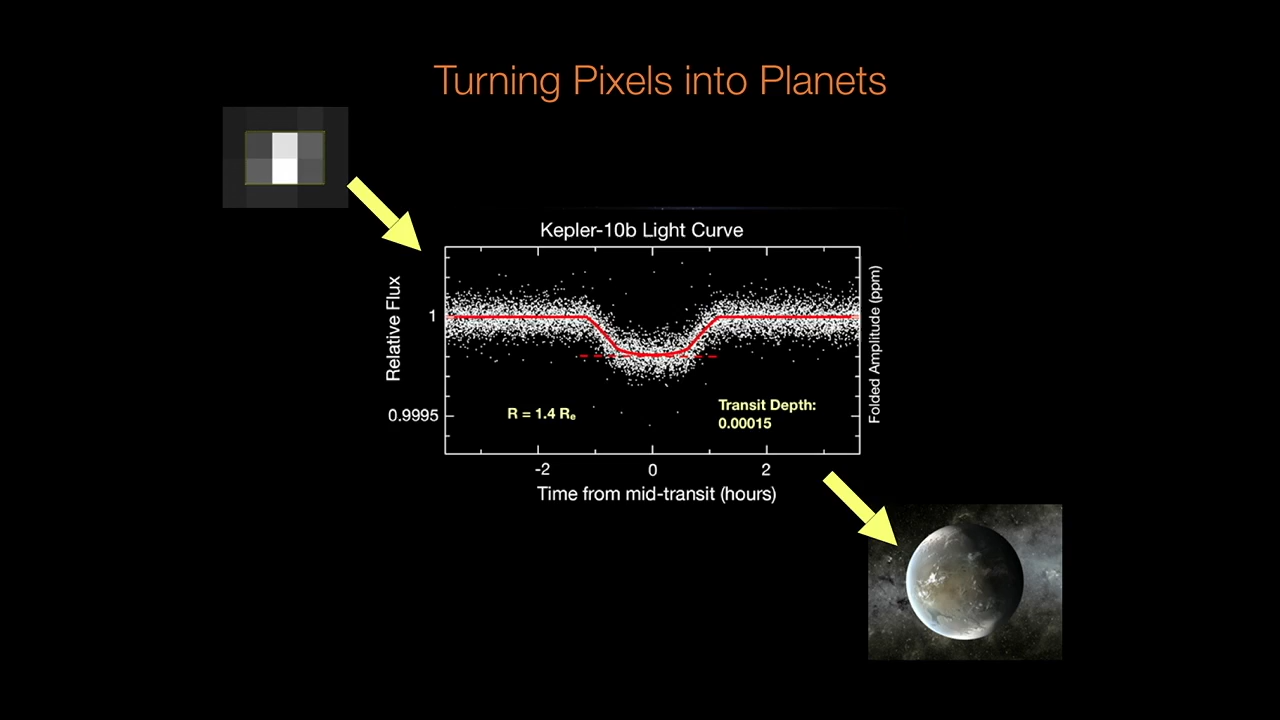 Turning Pixels into Planets
Kepler-10b Light Curve
Relative Flux
1
0.9995
R = 1.4 Rₑ
Transit Depth:
0.00015
Folded Amplitude (ppm)
-2
0
2
Time from mid-transit (hours)